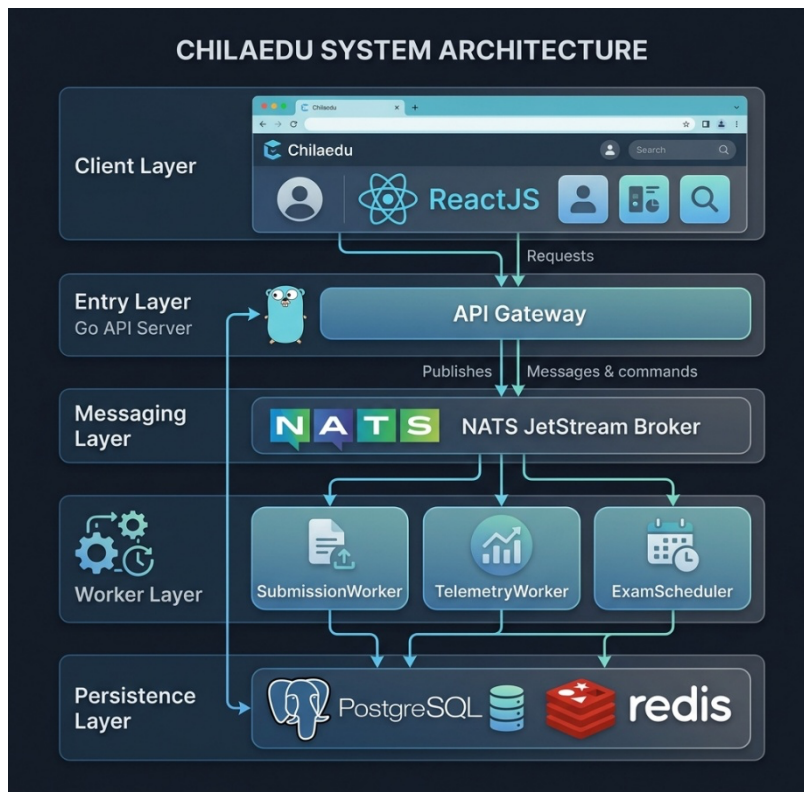 CHILAEDU SYSTEM ARCHITECTURE
Client Layer
Chilaedu
Chilaedu
Search
ReactJS
Requests
Entry Layer
Go API Server
API Gateway
Publishes
Messages & commands
Messaging
Layer
NATS
NATS JetStream Broker
Worker Layer
SubmissionWorker
TelemetryWorker
ExamScheduler
Persistence
Layer
PostgreSQL
redis